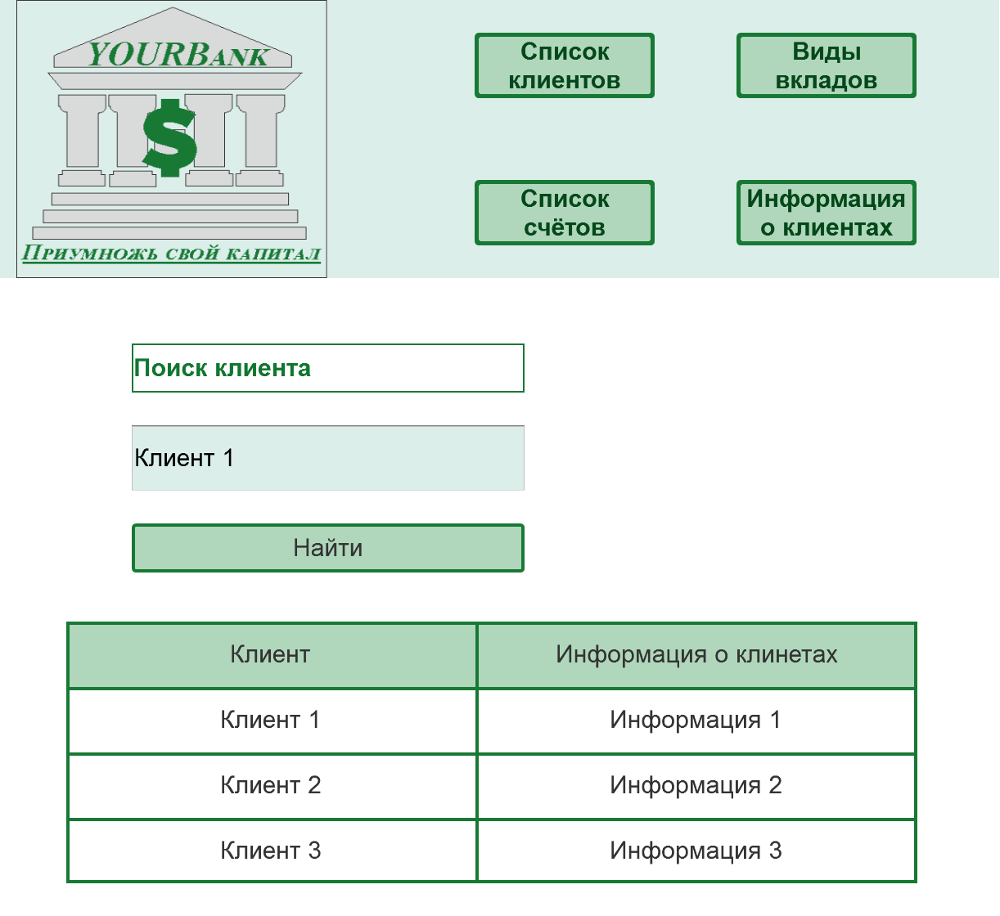 YOURBANK
ПРИУМНОЖЬ СВОЙ КАПИТАЛ
Список
клиентов
Виды
вкладов
Список
счётов
Информация
о клиентах
Поиск клиента
Клиент 1
Найти
Клиент Информация о клинетах
Клиент 1 Информация 1
Клиент 2 Информация 2
Клиент 3 Информация 3